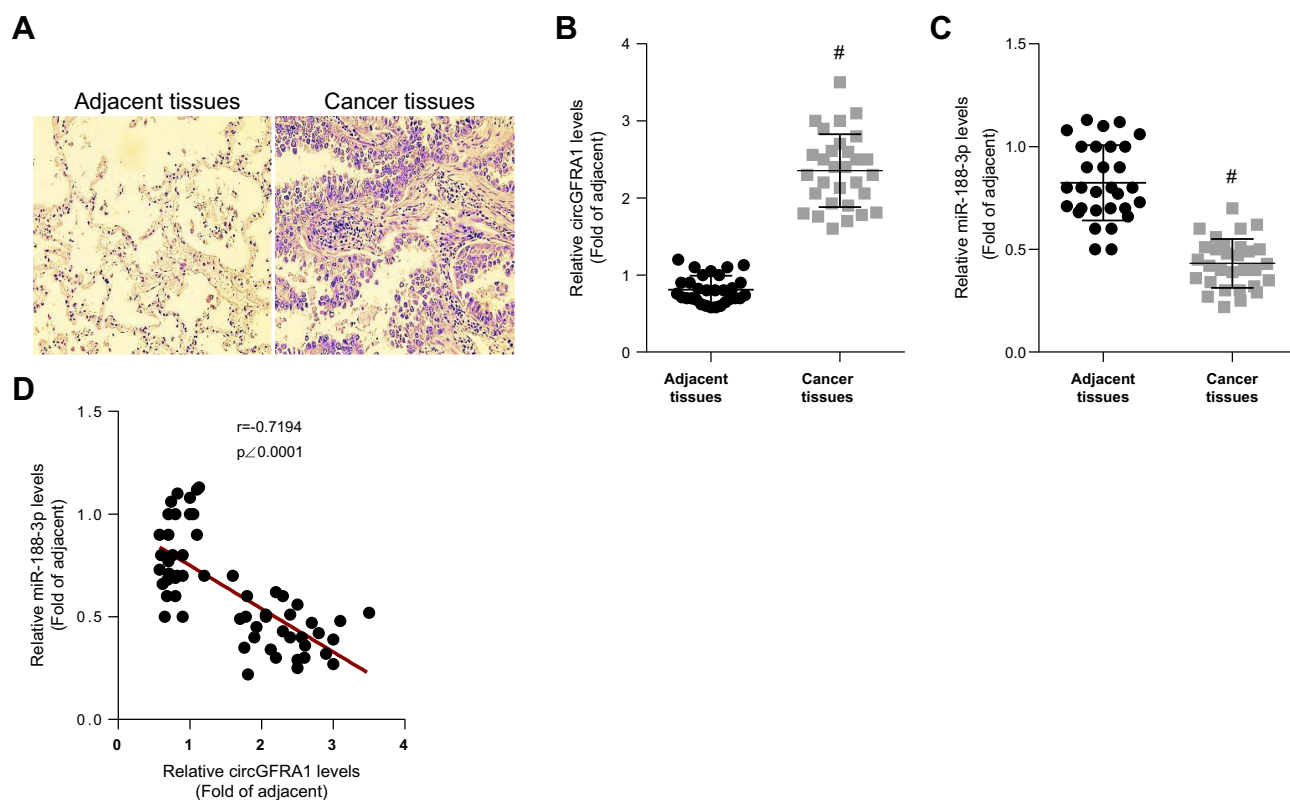 A
Adjacent tissues
Cancer tissues
B
Relative circGFRA1 levels
(Fold of adjacent)
4
3
2
1
0
#
Adjacent
tissues
Cancer
tissues
C
Relative miR-188-3p levels
(Fold of adjacent)
1.5
1.0
0.5
0.0
#
Adjacent
tissues
Cancer
tissues
D
Relative miR-188-3p levels
(Fold of adjacent)
1.5
1.0
0.5
0.0
r=-0.7194
p∠0.0001
0 1 2 3 4
Relative circGFRA1 levels
(Fold of adjacent)